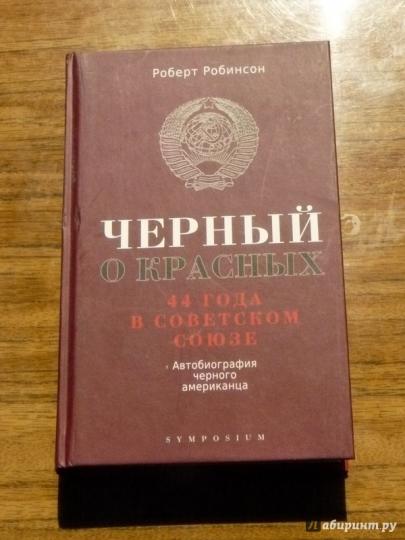 Роберт Робинсон
ЧЕРНЫЙ
О КРАСНЫХ
44 ГОДА
В СОВЕТСКОМ
СОЮЗЕ
Автобиография
черного
американца
SYMPOSIUM
абиринт.ру